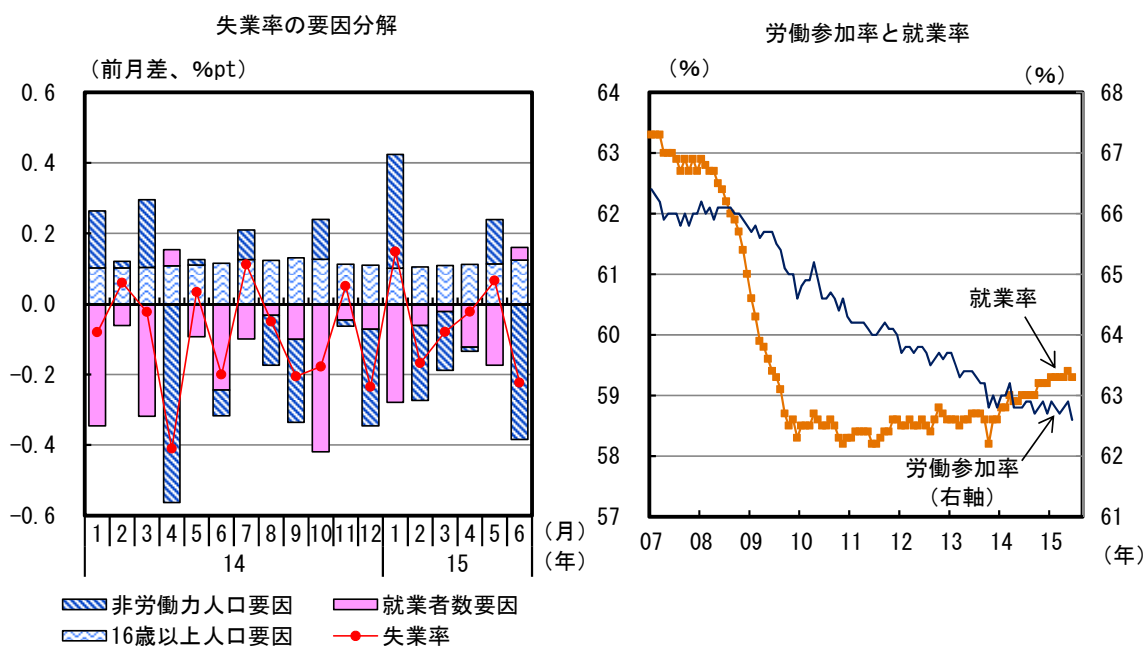 失業率の要因分解
(前月差、%pt)
0.6
0.4
0.2
0.0
-0.2
-0.4
-0.6
1 2 3 4 5 6 7 8 9 10 11 12 1 2 3 4 5 6 (月)
14 15 (年)
非労働力人口要因 就業者数要因
16歳以上人口要因 失業率
労働参加率と就業率
(%) (%)
64 68
63 67
62 66
61 65
60 64
59 63
58 62
57 61
就業率
労働参加率
(右軸)
07 08 09 10 11 12 13 14 15 (年)